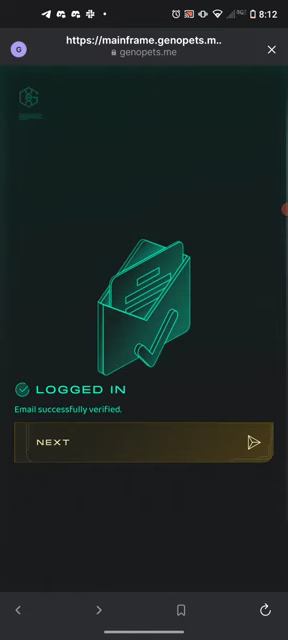 8:12
G
https://mainframe.genopets.m..
genopets.me
LOGGED IN
Email successfully verified.
NEXT